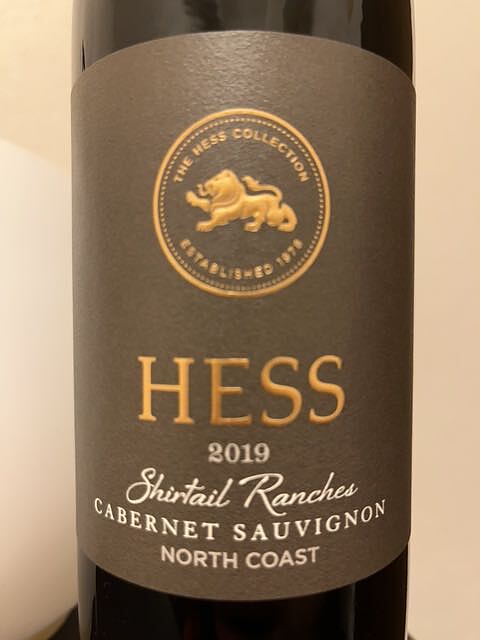 THE HESS COLLECTION
ESTABLISHED 1978
HESS
2019
Shirtail Ranches
CABERNET SAUVIGNON
NORTH COAST